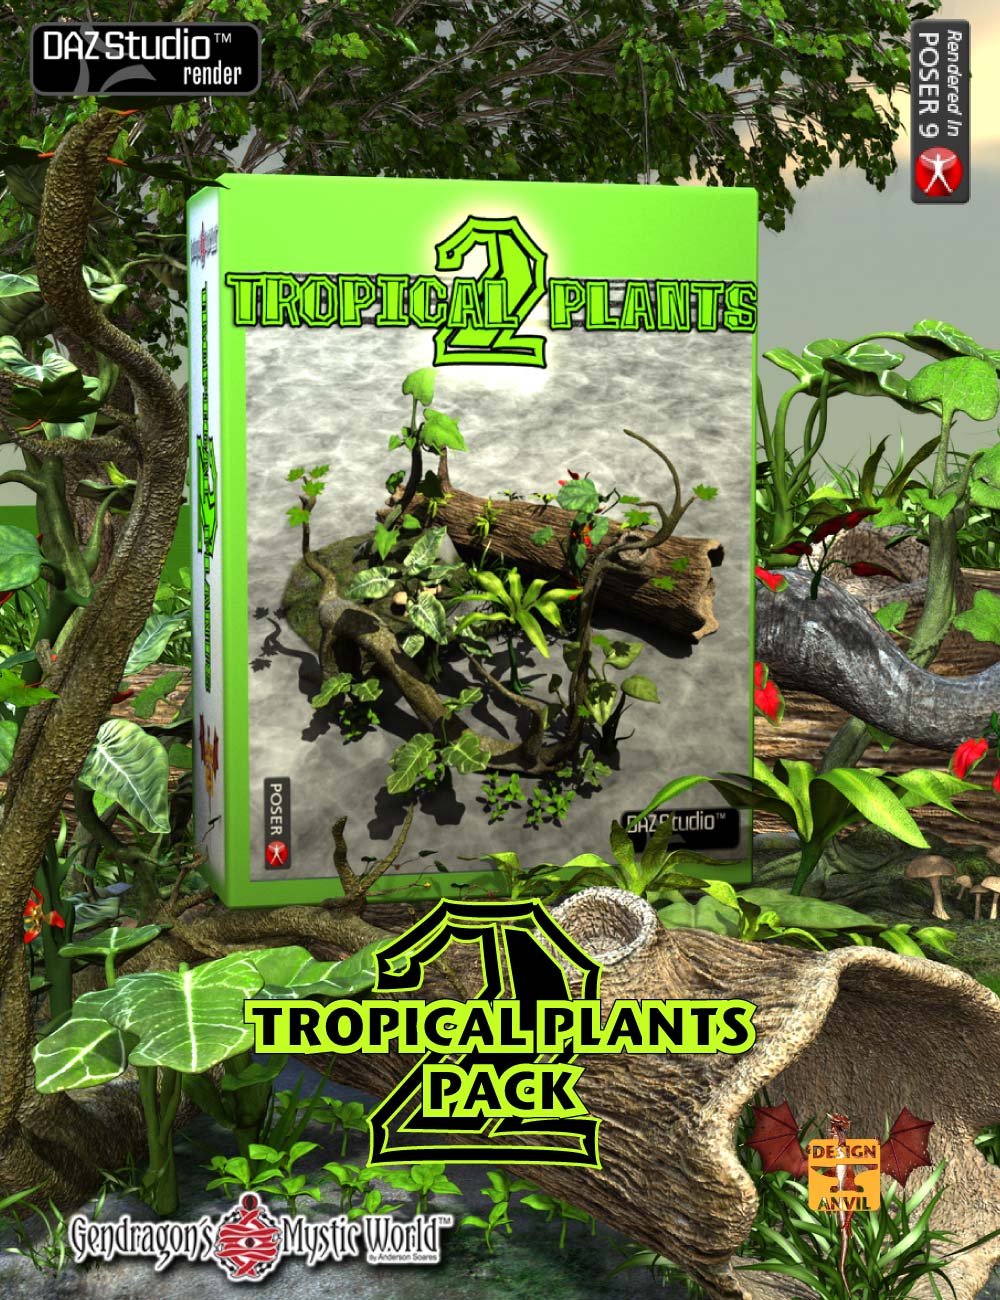 DAZ Studio™
render
Rendered In
POSER 9
2
TROPICAL PLANTS
POSER
DAZ Studio™
2
TROPICAL PLANTS
PACK
DESIGN
ANVIL
Gendragon's Mystic World™
By Anderson Soares